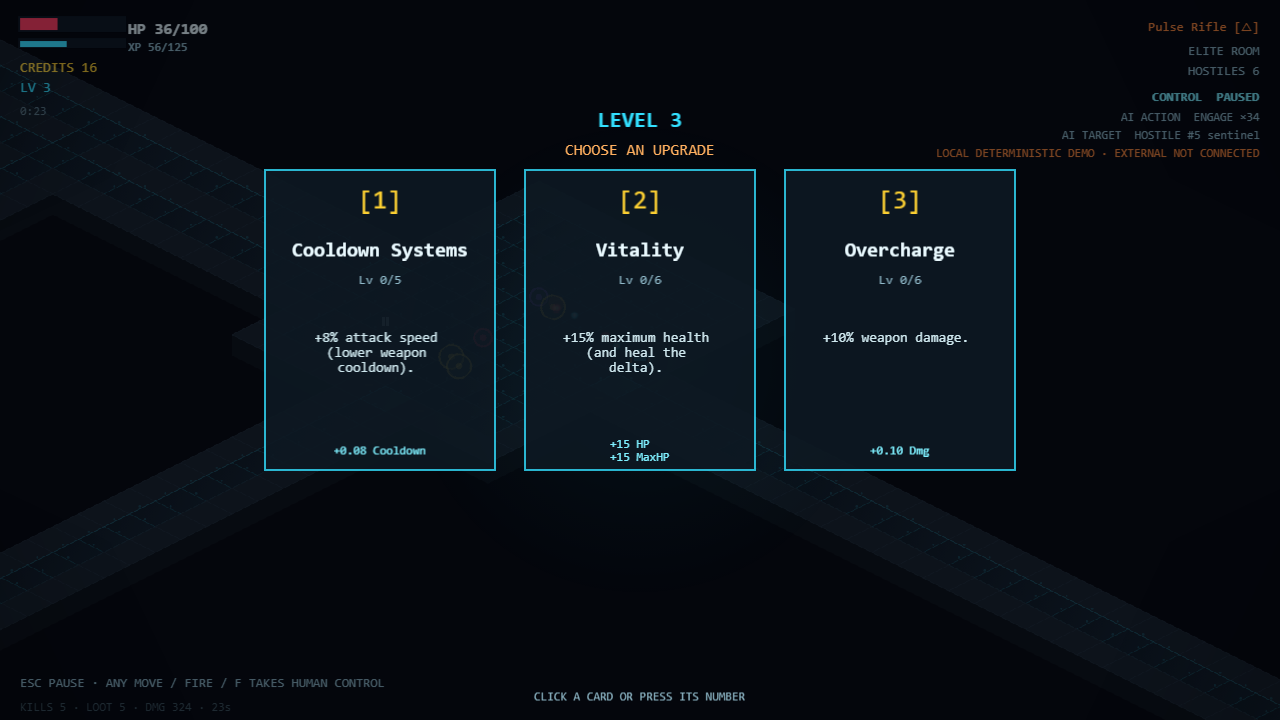 HP 36/100
XP 56/125
CREDITS 16
LV 3
0:23
Pulse Rifle [△]
ELITE ROOM
HOSTILES 6
CONTROL PAUSED
AI ACTION ENGAGE ×34
AI TARGET HOSTILE #5 sentinel
LOCAL DETERMINISTIC DEMO · EXTERNAL NOT CONNECTED
LEVEL 3
CHOOSE AN UPGRADE
[1]
Cooldown Systems
Lv 0/5
+8% attack speed
(lower weapon
cooldown).
+0.08 Cooldown
[2]
Vitality
Lv 0/6
+15% maximum health
(and heal the
delta).
+15 HP
+15 MaxHP
[3]
Overcharge
Lv 0/6
+10% weapon damage.
+0.10 Dmg
ESC PAUSE · ANY MOVE / FIRE / F TAKES HUMAN CONTROL
KILLS 5 · LOOT 5 · DMG 324 · 23s
CLICK A CARD OR PRESS ITS NUMBER